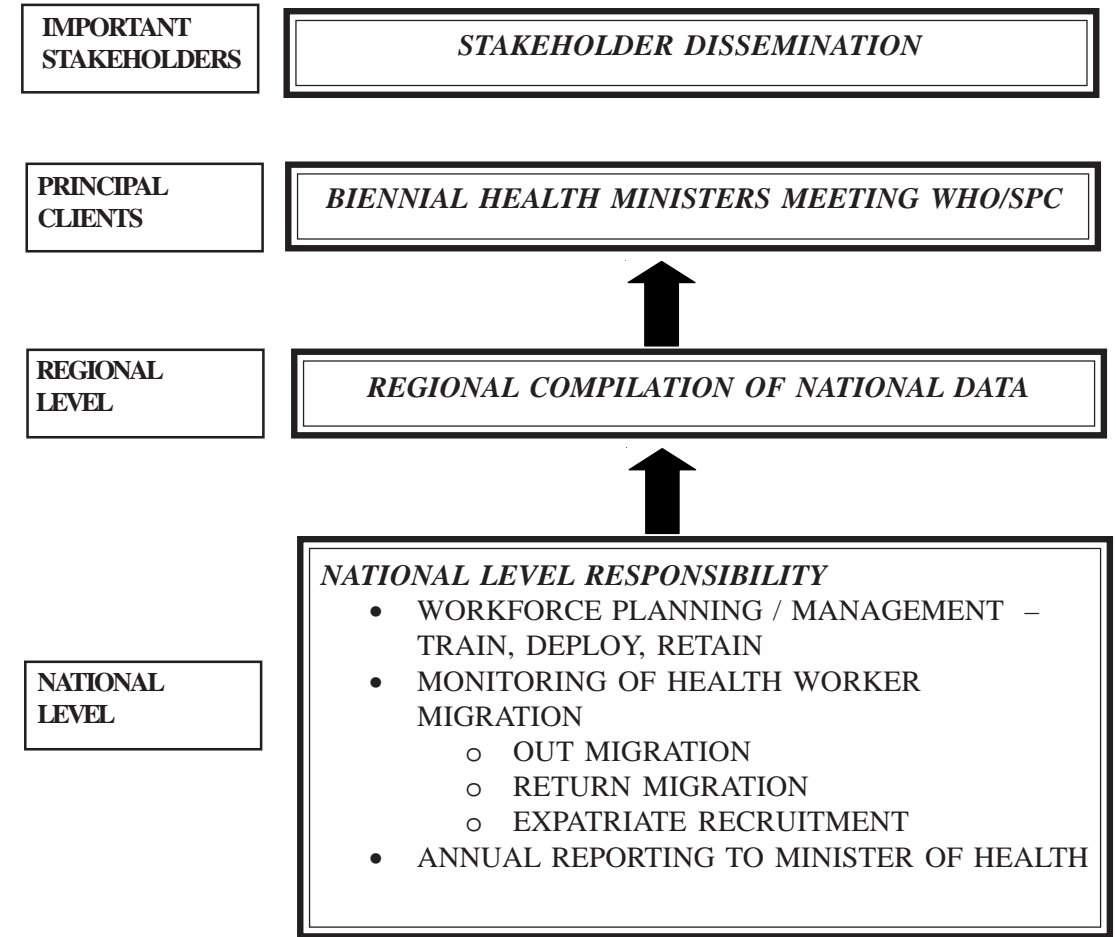 IMPORTANT
STAKEHOLDERS
STAKEHOLDER DISSEMINATION
PRINCIPAL
CLIENTS
BIENNIAL HEALTH MINISTERS MEETING WHO/SPC
REGIONAL
LEVEL
REGIONAL COMPILATION OF NATIONAL DATA
NATIONAL
LEVEL
NATIONAL LEVEL RESPONSIBILITY
• WORKFORCE PLANNING / MANAGEMENT –
TRAIN, DEPLOY, RETAIN
• MONITORING OF HEALTH WORKER
MIGRATION
o OUT MIGRATION
o RETURN MIGRATION
o EXPATRIATE RECRUITMENT
• ANNUAL REPORTING TO MINISTER OF HEALTH